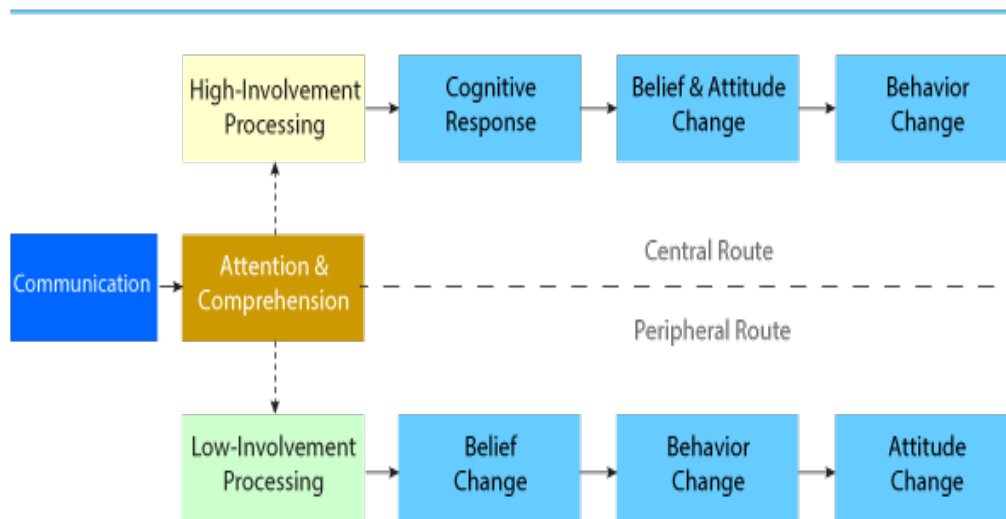 High-Involvement
Processing
Cognitive
Response
Belief & Attitude
Change
Behavior
Change
Communication
Attention &
Comprehension
Central Route
Peripheral Route
Low-Involvement
Processing
Belief
Change
Behavior
Change
Attitude
Change